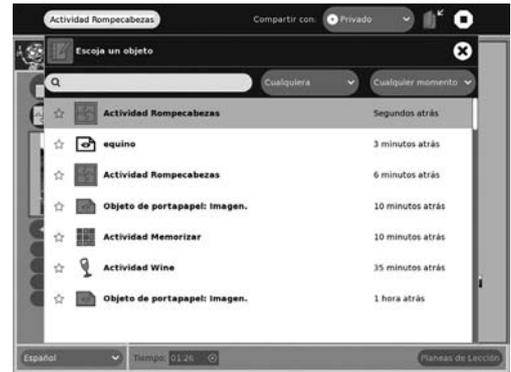 Actividad Rompecabezas Compartir con: Privado
Escoja un objeto
Cualquiera Cualquier momento
Actividad Rompecabezas Segundos atrás
equino 3 minutos atrás
Actividad Rompecabezas 6 minutos atrás
Objeto de portapapel: Imagen. 10 minutos atrás
Actividad Memorizar 10 minutos atrás
Actividad Wine 35 minutos atrás
Objeto de portapapel: Imagen. 1 hora atrás
Español Tiempo: 01:26 Planeas de Lección